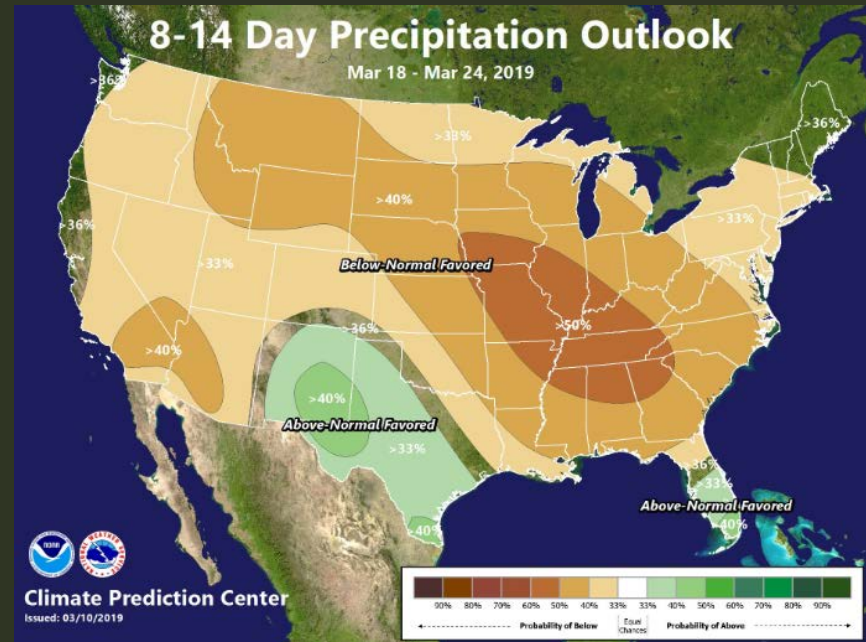 8-14 Day Precipitation Outlook
Mar 18 - Mar 24, 2019
>36%
>33%
>36%
>36%
>40%
>33%
>33%
Below-Normal Favored
>36%
>50%
>40%
>40%
Above-Normal Favored
>33%
>36%
>33%
Above-Normal Favored
>40%
>40%
Climate Prediction Center
Issued: 03/10/2019
90% 80% 70% 60% 50% 40% 33% 33% 40% 50% 60% 70% 80% 90%
Probability of Below Equal Chances Probability of Above